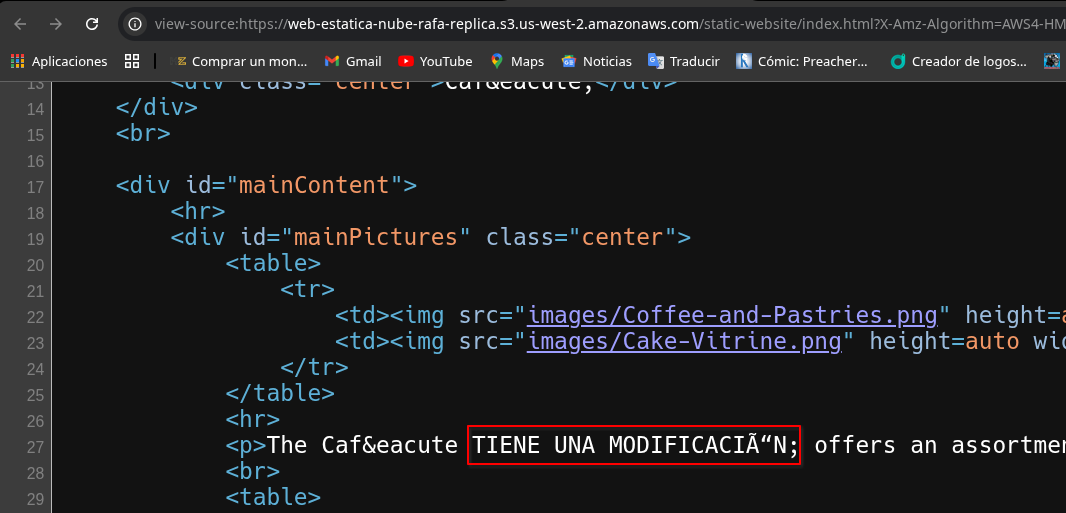 view-source:https://web-estatica-nube-rafa-replica.s3.us-west-2.amazonaws.com/static-website/index.html?X-Amz-Algorithm=AWS4-HM
Aplicaciones Comprar un mon... Gmail YouTube Maps Noticias Traducir Cómic: Preacher... Creador de logos...
13 <div class="center">Caf&eacute;</div>
14 </div>
15 <br>
16
17 <div id="mainContent">
18 <hr>
19 <div id="mainPictures" class="center">
20 <table>
21 <tr>
22 <td><img src="images/Coffee-and-Pastries.png" height=a
23 <td><img src="images/Cake-Vitrine.png" height=auto wid
24 </tr>
25 </table>
26 <hr>
27 <p>The Caf&eacute TIENE UNA MODIFICACIÃ“N; offers an assortmen
28 <br>
29 <table>